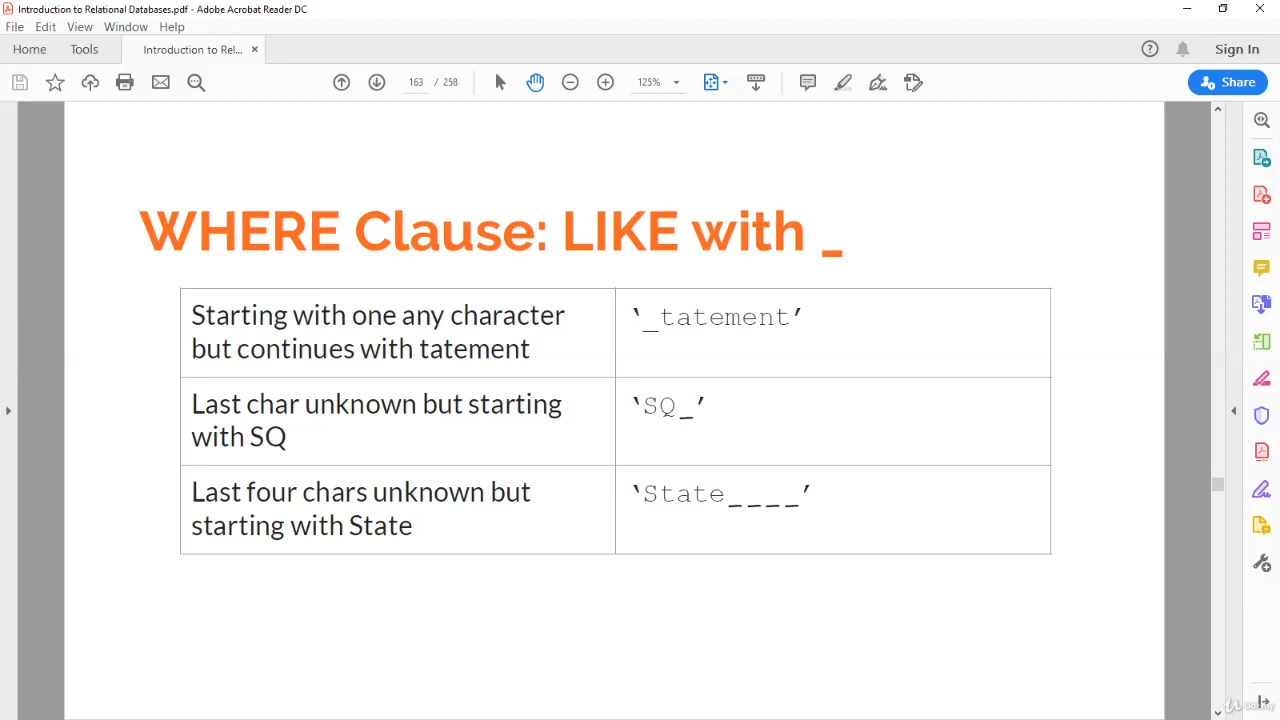 Introduction to Relational Databases.pdf - Adobe Acrobat Reader DC
File Edit View Window Help
Home Tools Introduction to Rel... × Sign In
163 / 258 125% Share
WHERE Clause: LIKE with _
Starting with one any character
but continues with tatement
‘_tatement’
Last char unknown but starting
with SQ
‘SQ_’
Last four chars unknown but
starting with State
‘State____’
Udemy